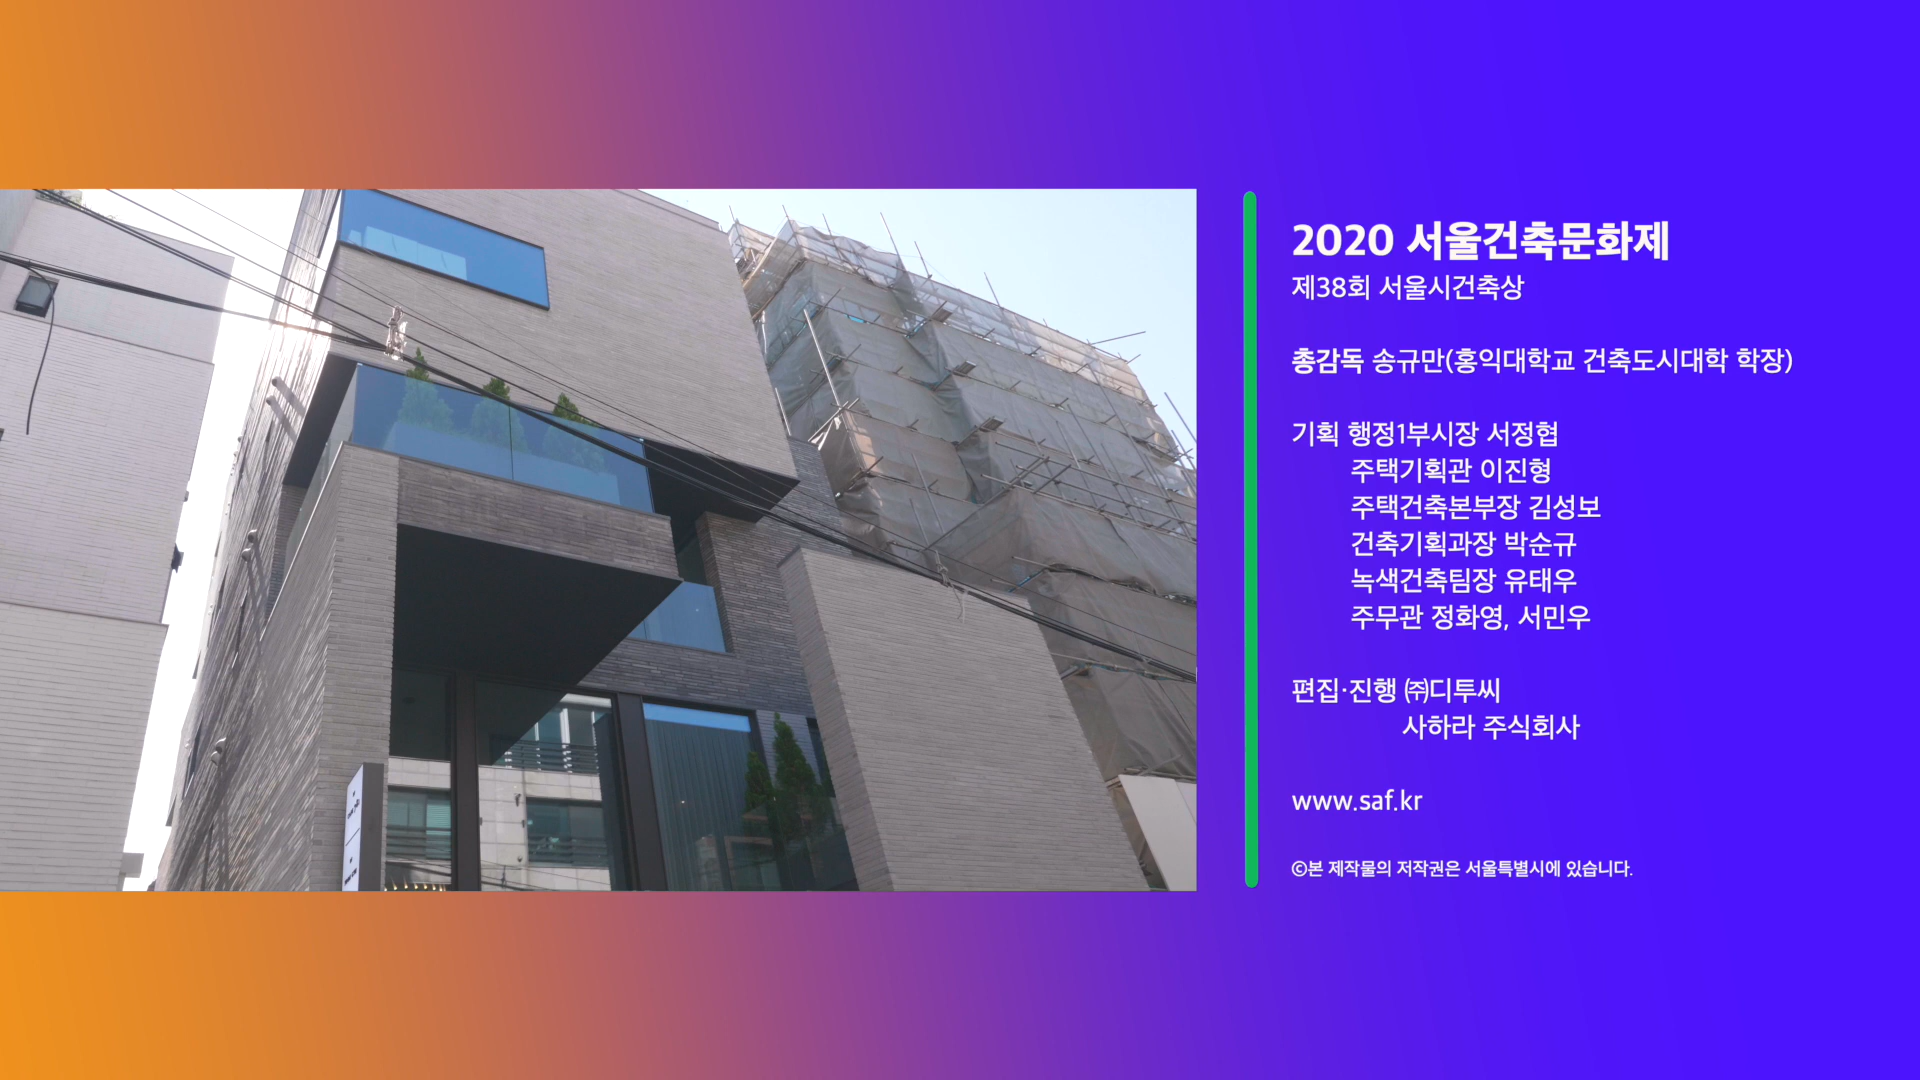 2020 서울건축문화제
제38회 서울시건축상
총감독 송규만(홍익대학교 건축도시대학 학장)
기획 행정1부시장 서정협
주택기획관 이진형
주택건축본부장 김성보
건축기획과장 박순규
녹색건축팀장 유태우
주무관 정화영, 서민우
편집·진행 ㈜디투씨
사하라 주식회사
www.saf.kr
©본 제작물의 저작권은 서울특별시에 있습니다.